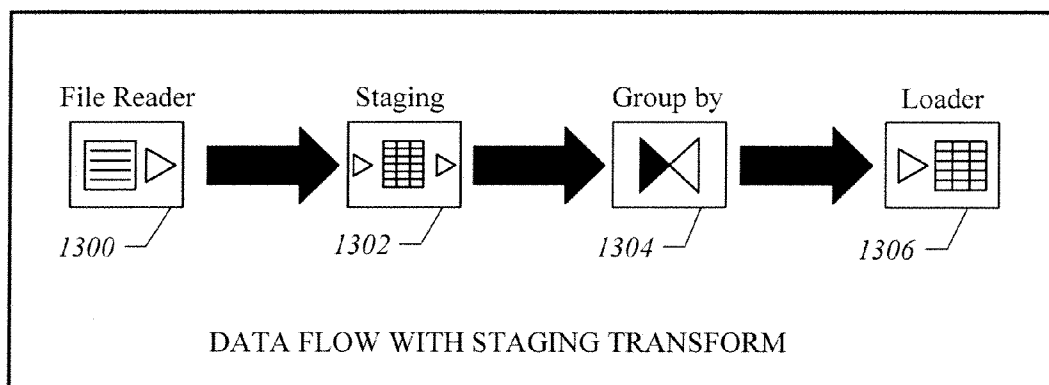 File Reader Staging Group by Loader
1300 1302 1304 1306
DATA FLOW WITH STAGING TRANSFORM